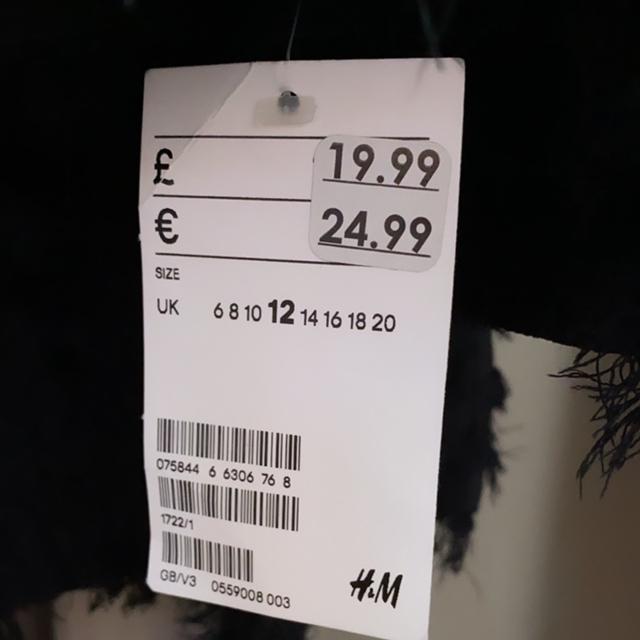 £ 19.99
€ 24.99
SIZE
UK 6 8 10 12 14 16 18 20
075844 6 6306 76 8
1722/1
GB/V3 0559008 003
H&M